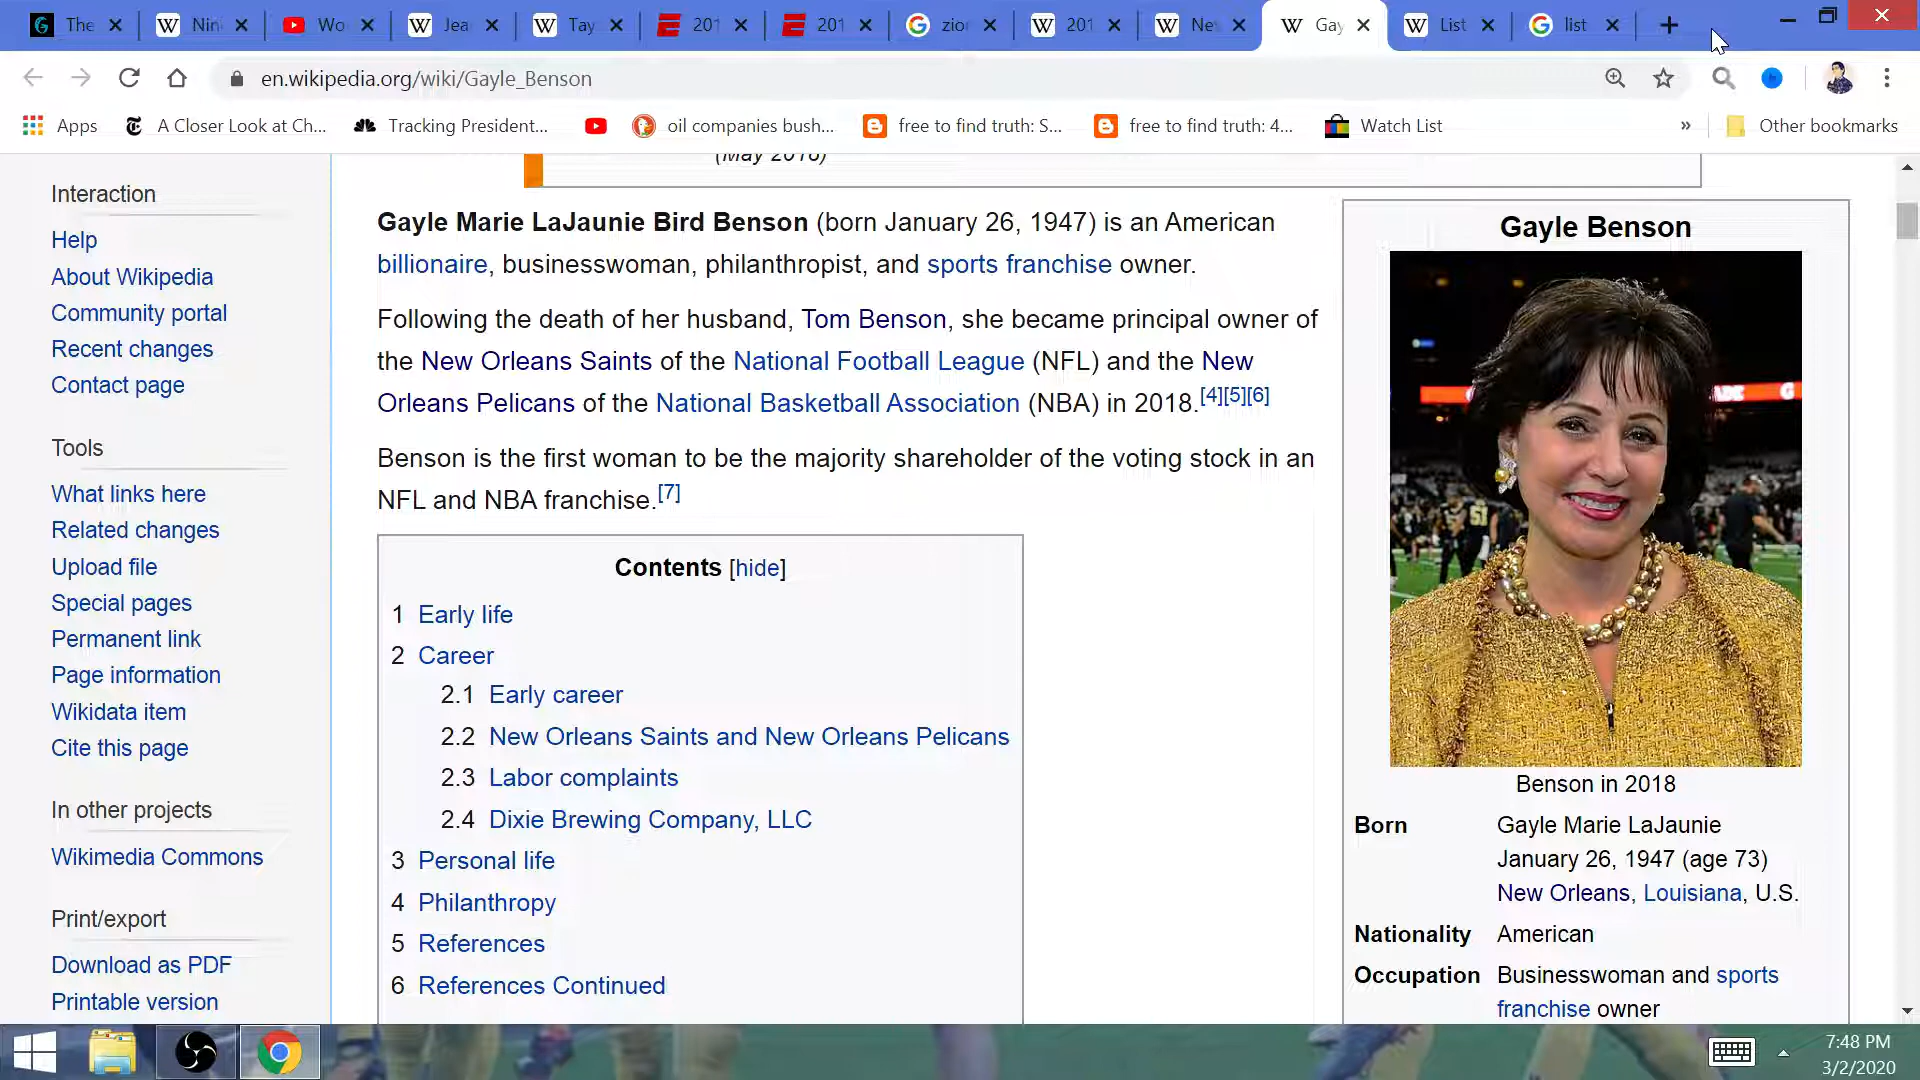 The
Nin
Wo
Jea
Tay
201
201
zior
201
Ne
Gay
List
list
en.wikipedia.org/wiki/Gayle_Benson
Apps
A Closer Look at Ch...
Tracking President...
oil companies bush...
free to find truth: S...
free to find truth: 4...
Watch List
»
Other bookmarks
(May 2018)
Interaction
Help
About Wikipedia
Community portal
Recent changes
Contact page
Tools
What links here
Related changes
Upload file
Special pages
Permanent link
Page information
Wikidata item
Cite this page
In other projects
Wikimedia Commons
Print/export
Download as PDF
Printable version
Gayle Marie LaJaunie Bird Benson (born January 26, 1947) is an American
billionaire, businesswoman, philanthropist, and sports franchise owner.
Following the death of her husband, Tom Benson, she became principal owner of
the New Orleans Saints of the National Football League (NFL) and the New
Orleans Pelicans of the National Basketball Association (NBA) in 2018.[4][5][6]
Benson is the first woman to be the majority shareholder of the voting stock in an
NFL and NBA franchise.[7]
Contents [hide]
1 Early life
2 Career
2.1 Early career
2.2 New Orleans Saints and New Orleans Pelicans
2.3 Labor complaints
2.4 Dixie Brewing Company, LLC
3 Personal life
4 Philanthropy
5 References
6 References Continued
Gayle Benson
Benson in 2018
Born Gayle Marie LaJaunie
January 26, 1947 (age 73)
New Orleans, Louisiana, U.S.
Nationality American
Occupation Businesswoman and sports
franchise owner
7:48 PM
3/2/2020